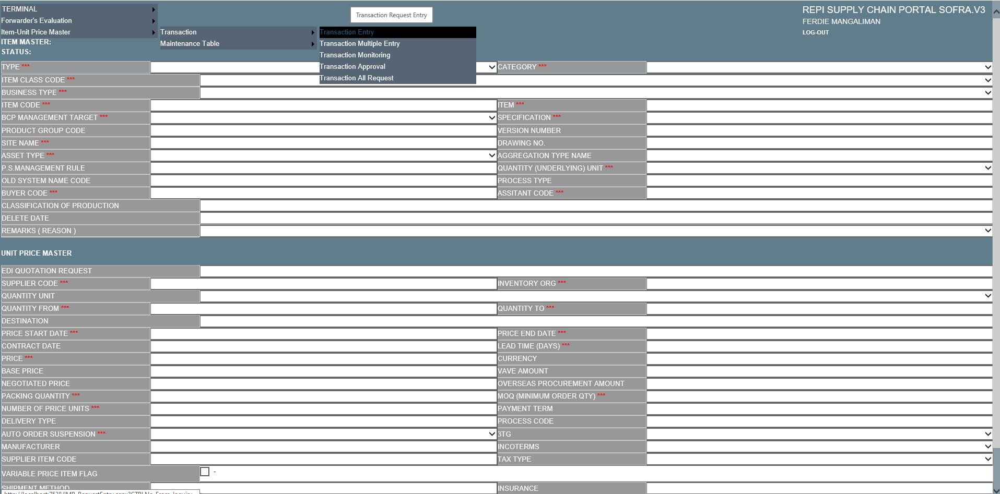 TERMINAL
Forwarder's Evaluation
Item-Unit Price Master
Transaction
Maintenance Table
Transaction Entry
Transaction Multiple Entry
Transaction Monitoring
Transaction Approval
Transaction All Request
Transaction Request Entry
REPI SUPPLY CHAIN PORTAL SOFRA.V3
FERDIE MANGALIMAN
LOG-OUT
ITEM MASTER:
STATUS:
TYPE ***
CATEGORY ***
ITEM CLASS CODE ***
BUSINESS TYPE ***
ITEM CODE ***
ITEM ***
BCP MANAGEMENT TARGET ***
SPECIFICATION ***
PRODUCT GROUP CODE
VERSION NUMBER
SITE NAME ***
DRAWING NO.
ASSET TYPE ***
AGGREGATION TYPE NAME
P.S.MANAGEMENT RULE
QUANTITY (UNDERLYING) UNIT ***
OLD SYSTEM NAME CODE
PROCESS TYPE
BUYER CODE ***
ASSITANT CODE ***
CLASSIFICATION OF PRODUCTION
DELETE DATE
REMARKS ( REASON )
UNIT PRICE MASTER
EDI QUOTATION REQUEST
SUPPLIER CODE ***
INVENTORY ORG ***
QUANTITY UNIT
QUANTITY FROM ***
QUANTITY TO ***
DESTINATION
PRICE START DATE ***
PRICE END DATE ***
CONTRACT DATE
LEAD TIME (DAYS) ***
PRICE ***
CURRENCY
BASE PRICE
VAVE AMOUNT
NEGOTIATED PRICE
OVERSEAS PROCUREMENT AMOUNT
PACKING QUANTITY ***
MOQ (MINIMUM ORDER QTY) ***
NUMBER OF PRICE UNITS ***
PAYMENT TERM
DELIVERY TYPE
PROCESS CODE
AUTO ORDER SUSPENSION ***
3TG
MANUFACTURER
INCOTERMS
SUPPLIER ITEM CODE
TAX TYPE
VARIABLE PRICE ITEM FLAG
-
SHIPMENT METHOD
INSURANCE